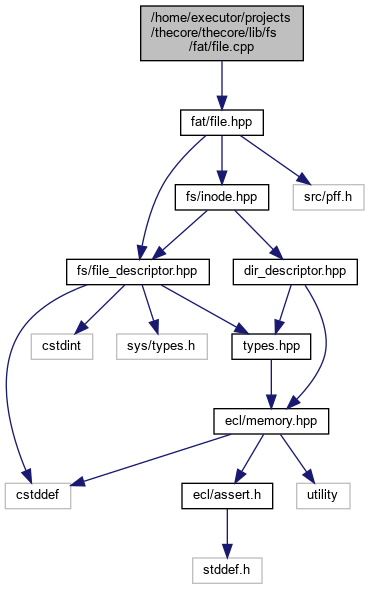 /home/executor/projects
/thecore/thecore/lib/fs
/fat/file.cpp
fat/file.hpp
fs/inode.hpp
src/pff.h
fs/file_descriptor.hpp
dir_descriptor.hpp
cstdint
sys/types.h
types.hpp
ecl/memory.hpp
cstddef
ecl/assert.h
utility
stddef.h